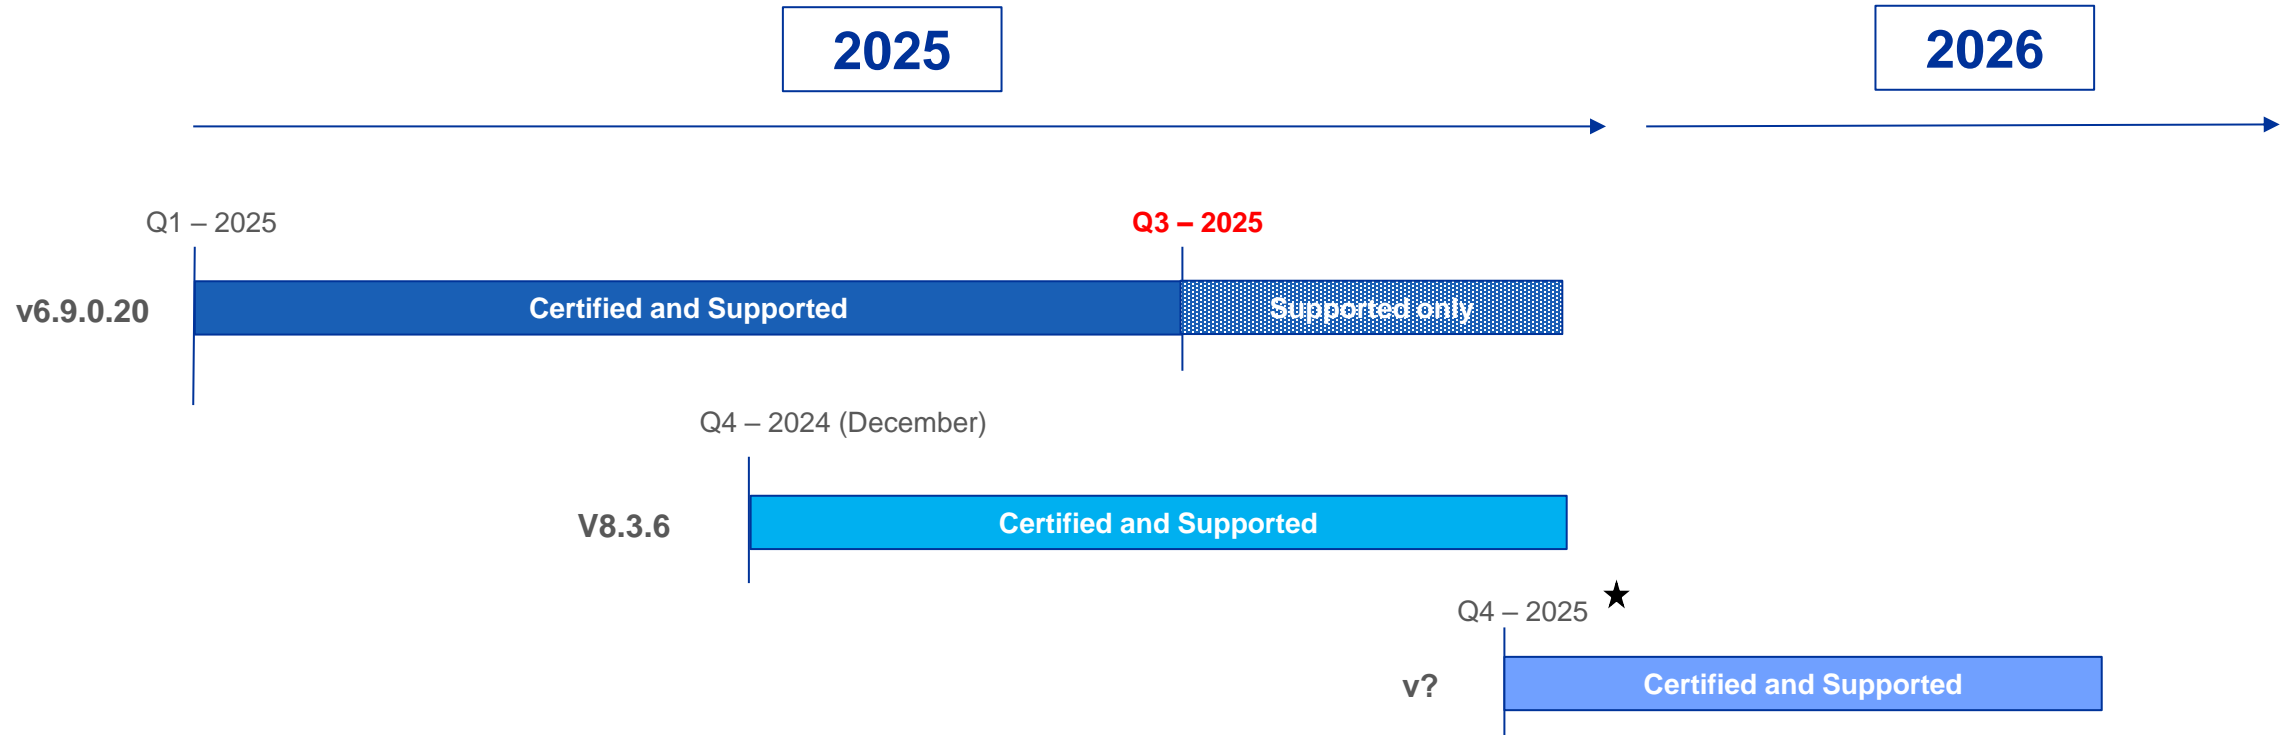 2025
2026
Q1 – 2025
Q3 – 2025
v6.9.0.20
Certified and Supported
Supported only
Q4 – 2024 (December)
V8.3.6
Certified and Supported
Q4 – 2025
v?
Certified and Supported